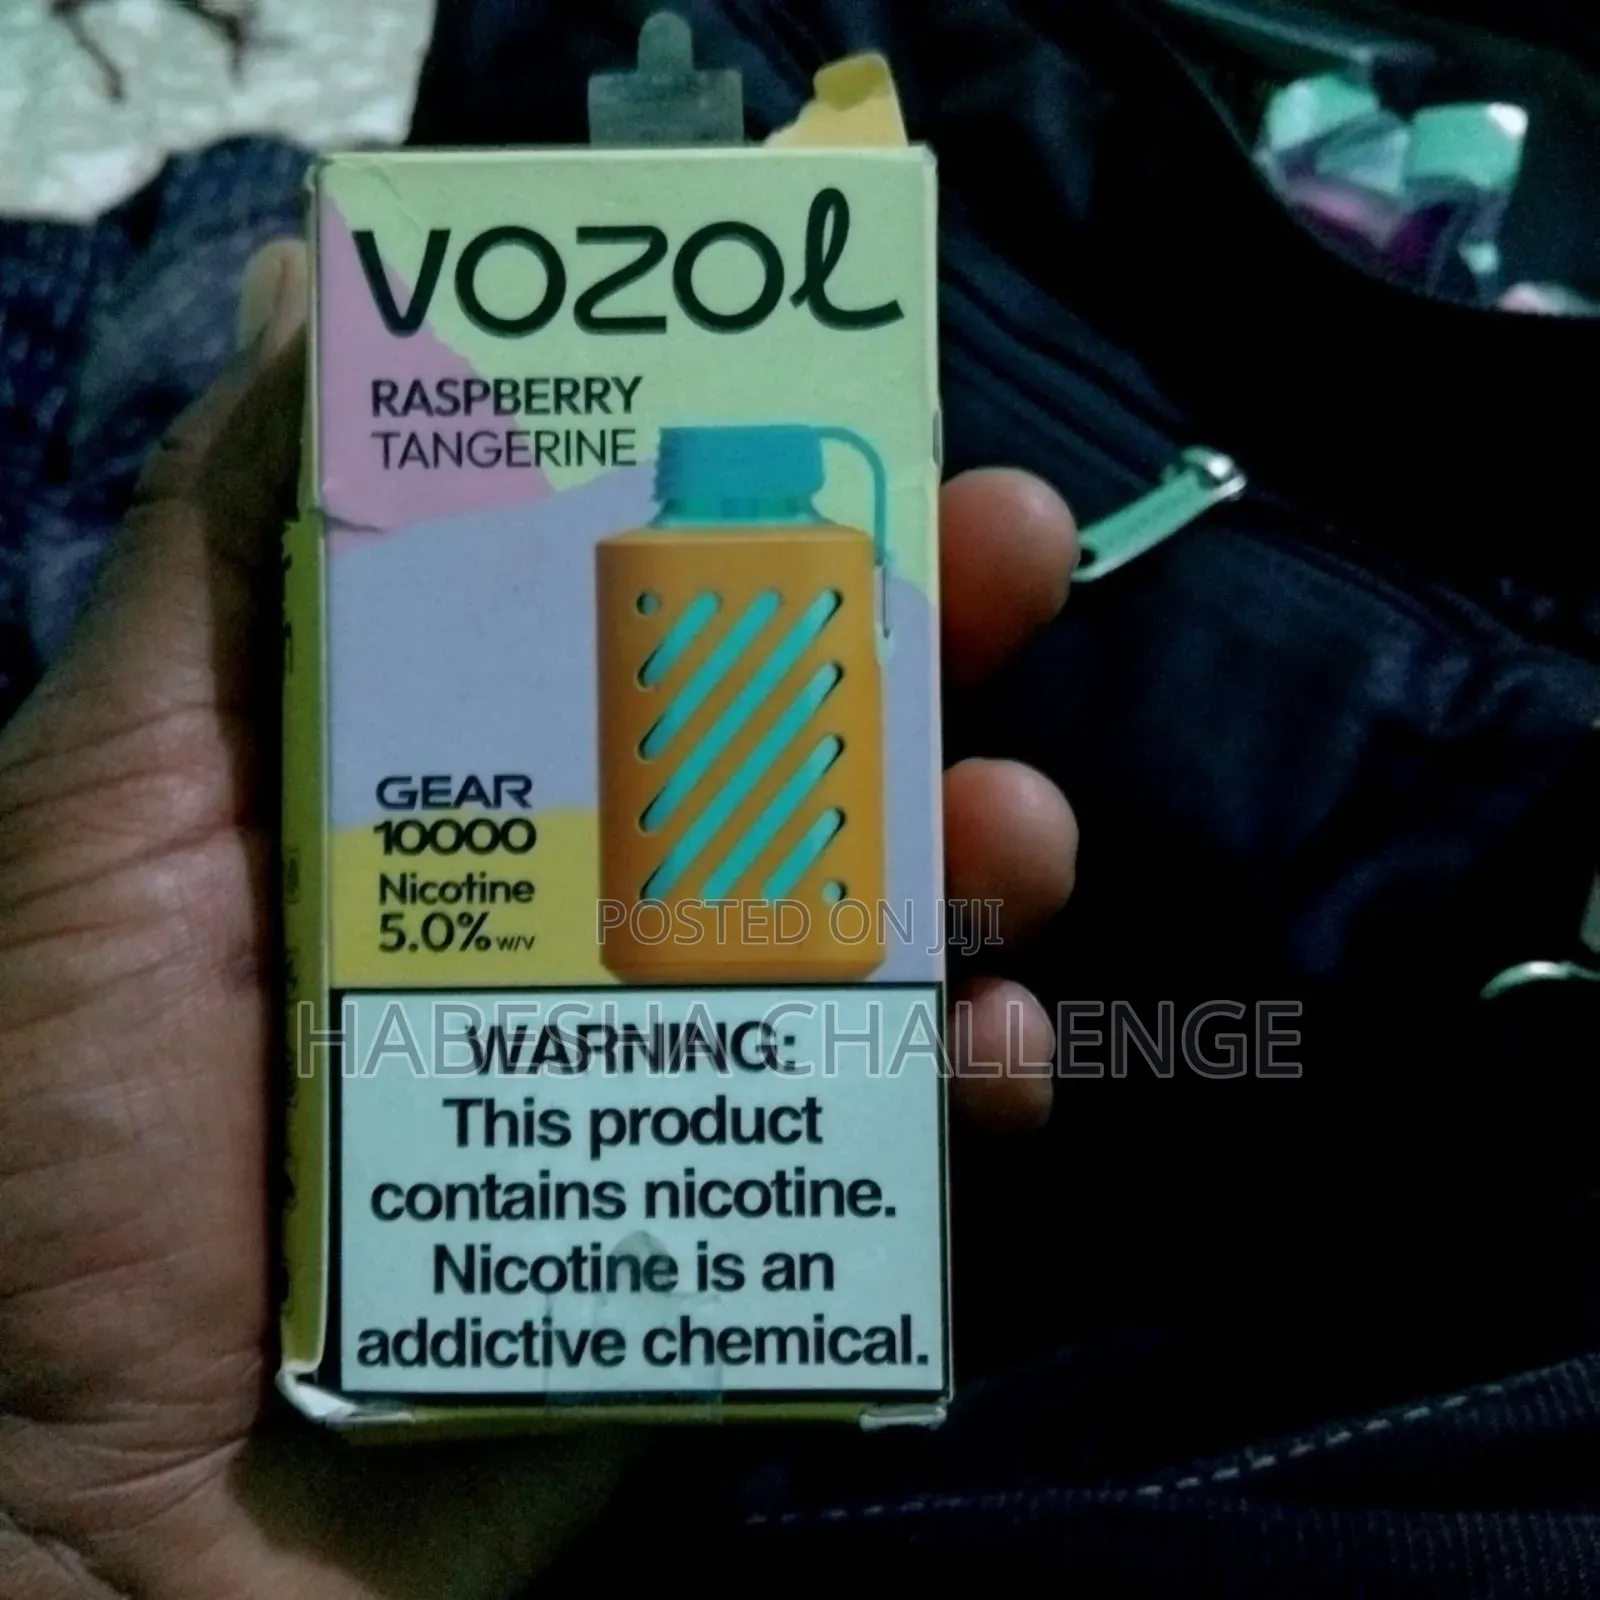 VOZOL
RASPBERRY
TANGERINE
GEAR
10000
Nicotine
5.0% w/v
POSTED ON JIJI
HABESHA CHALLENGE
WARNING:
This product
contains nicotine.
Nicotine is an
addictive chemical.